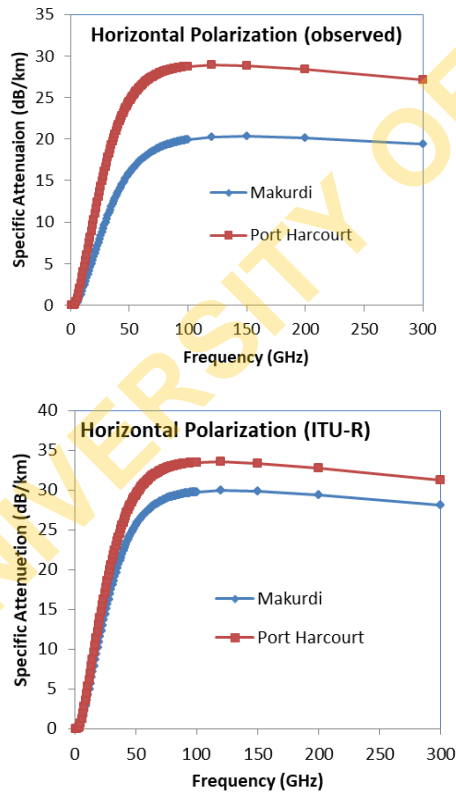 Horizontal Polarization (observed)
35
30
25
20
15
10
5
0
Specific Attenuaion (dB/km)
Makurdi
Port Harcourt
0 50 100 150 200 250 300
Frequency (GHz)
Horizontal Polarization (ITU-R)
40
35
30
25
20
15
10
5
0
Specific Attenuetion (dB/km)
Makurdi
Port Harcourt
0 50 100 150 200 250 300
Frequency (GHz)
UNIVERSITY OF